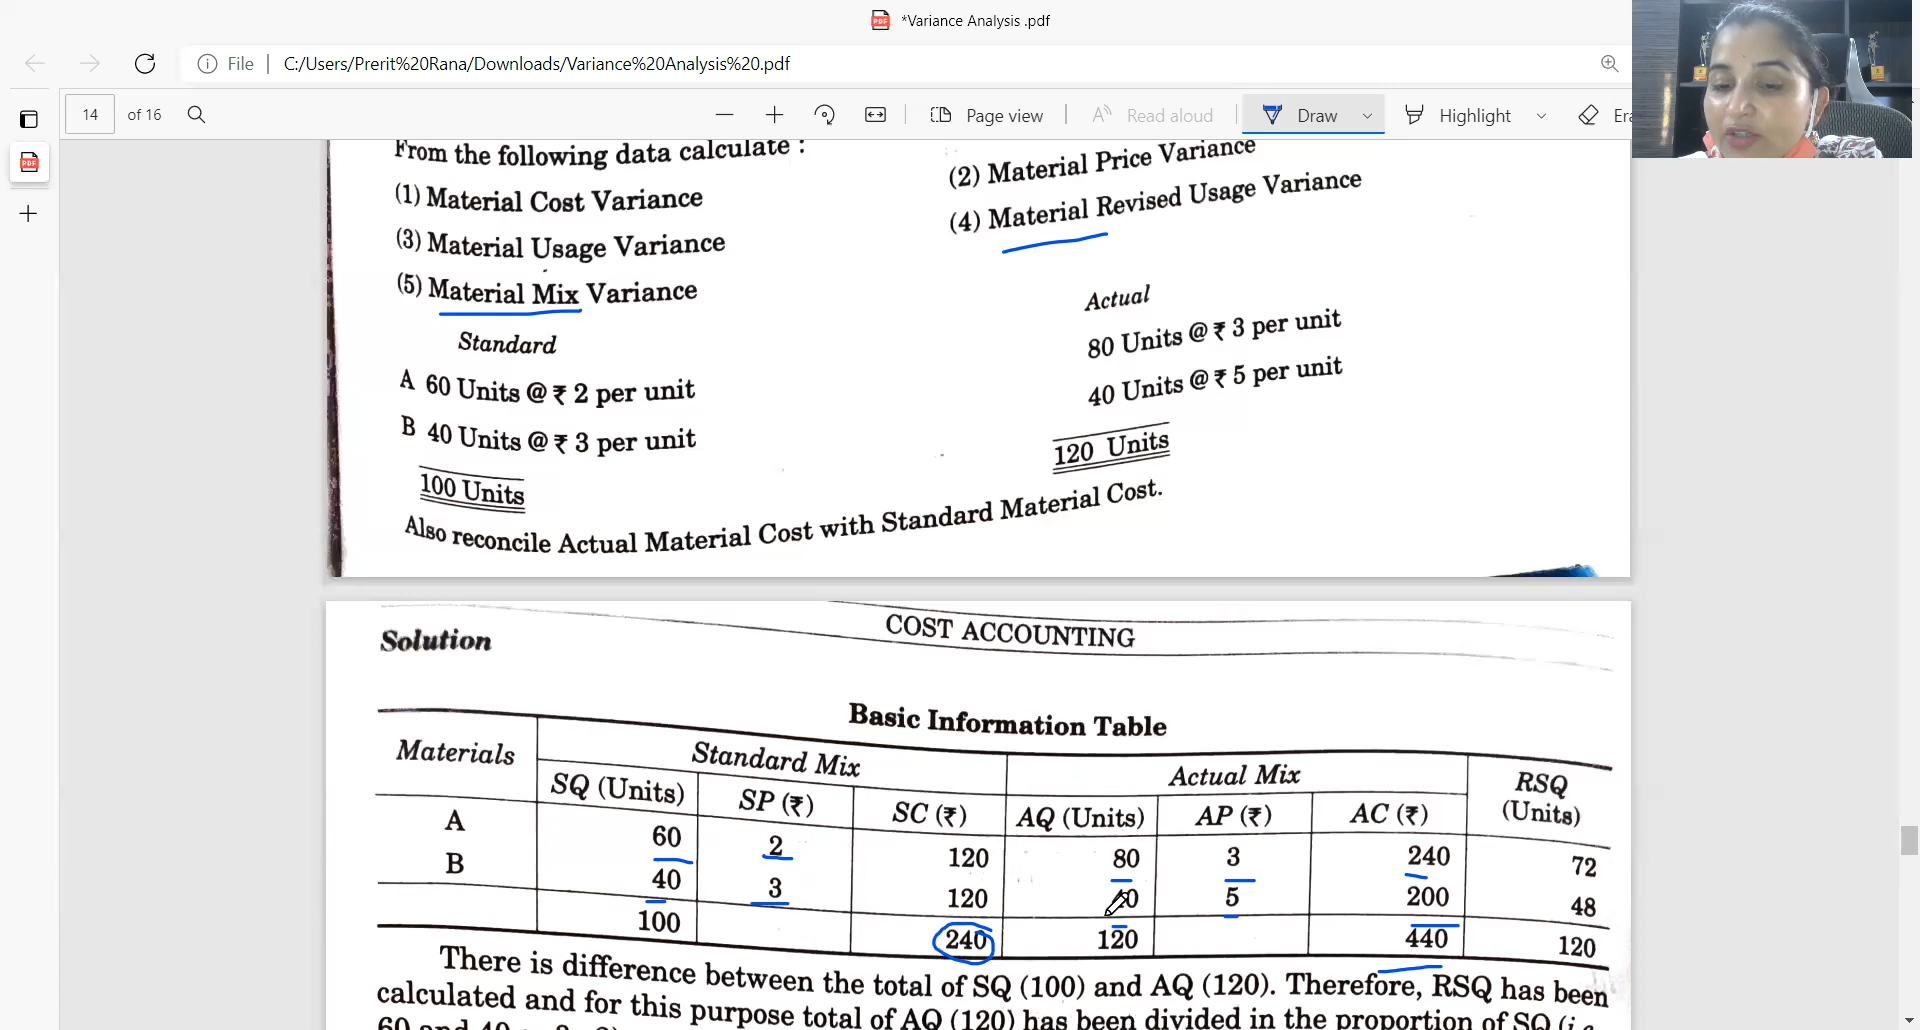 *Variance Analysis .pdf
File | C:/Users/Prerit%20Rana/Downloads/Variance%20Analysis%20.pdf
14 of 16
Page view
Read aloud
Draw
Highlight
From the following data calculate :
(1) Material Cost Variance
(2) Material Price Variance
(3) Material Usage Variance
(4) Material Revised Usage Variance
(5) Material Mix Variance
Standard
Actual
A 60 Units @ ₹ 2 per unit
80 Units @ ₹ 3 per unit
B 40 Units @ ₹ 3 per unit
40 Units @ ₹ 5 per unit
100 Units
120 Units
Also reconcile Actual Material Cost with Standard Material Cost.
COST ACCOUNTING
Solution
Basic Information Table
Materials Standard Mix Actual Mix RSQ (Units)
SQ (Units) SP (₹) SC (₹) AQ (Units) AP (₹) AC (₹)
A 60 2 120 80 3 240 72
B 40 3 120 40 5 200 48
100 240 120 440 120
There is difference between the total of SQ (100) and AQ (120). Therefore, RSQ has been
calculated and for this purpose total of AQ (120) has been divided in the proportion of SQ (i.e.